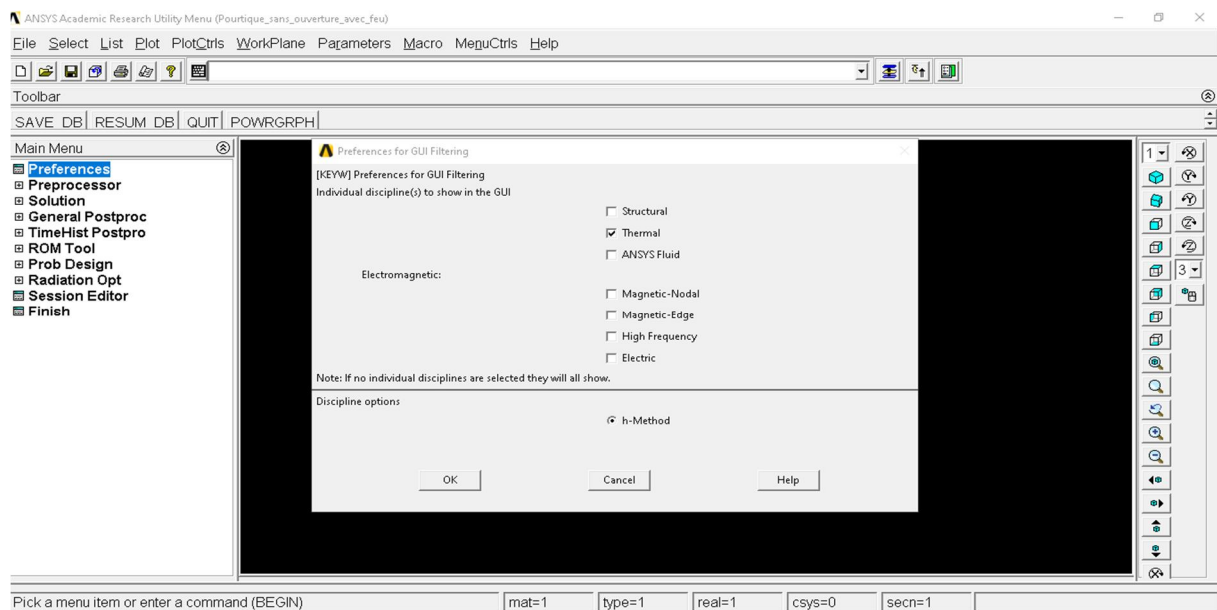 ANSYS Academic Research Utility Menu (Pourtique_sans_ouverture_avec_feu)
File Select List Plot PlotCtrls WorkPlane Parameters Macro MenuCtrls Help
Toolbar
SAVE_DB RESUM_DB QUIT POWRGRPH
Main Menu
Preferences
Preprocessor
Solution
General Postproc
TimeHist Postpro
ROM Tool
Prob Design
Radiation Opt
Session Editor
Finish
Preferences for GUI Filtering
[KEYW] Preferences for GUI Filtering
Individual discipline(s) to show in the GUI
Structural
Thermal
ANSYS Fluid
Electromagnetic:
Magnetic-Nodal
Magnetic-Edge
High Frequency
Electric
Note: If no individual disciplines are selected they will all show.
Discipline options
h-Method
OK Cancel Help
1
3
Pick a menu item or enter a command (BEGIN) mat=1 type=1 real=1 csys=0 secn=1